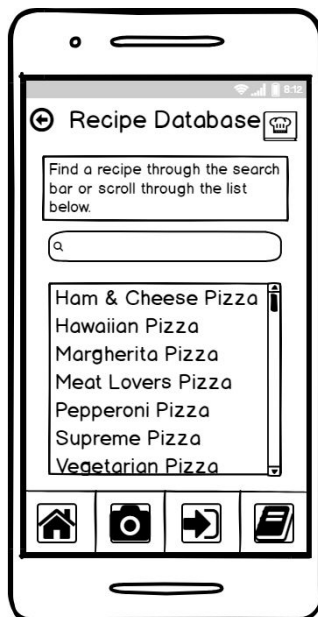 8:12
Recipe Database
Find a recipe through the search
bar or scroll through the list
below.
Ham & Cheese Pizza
Hawaiian Pizza
Margherita Pizza
Meat Lovers Pizza
Pepperoni Pizza
Supreme Pizza
Vegetarian Pizza